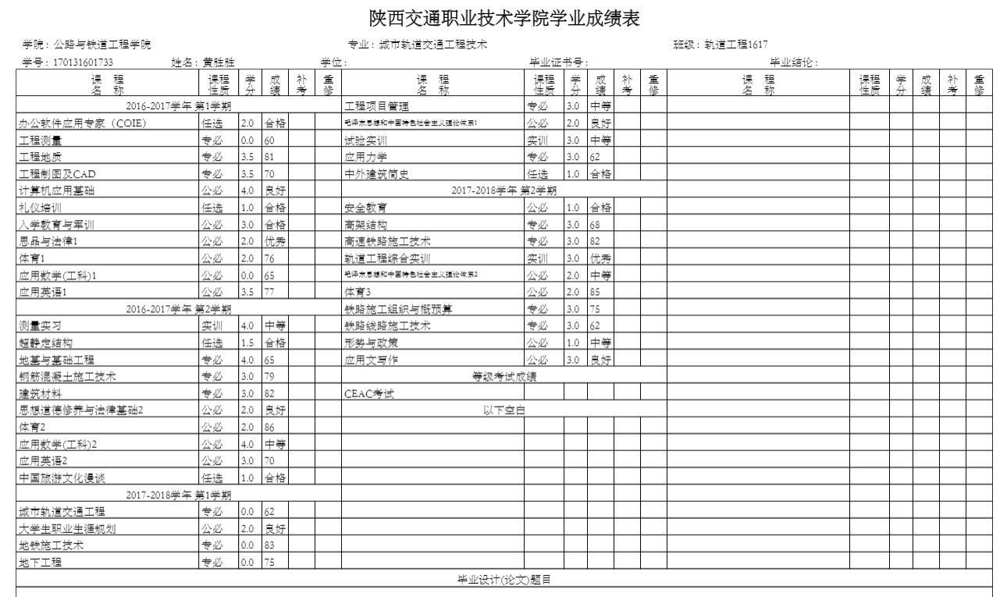 陕西交通职业技术学院学业成绩表
学院：公路与铁道工程学院 专业：城市轨道交通工程技术 班级：轨道工程1617
学号：170131601733 姓名：黄胜胜 学位： 毕业证书号： 毕业结论：
课程名称 课程性质 学分 成绩 补考 重修 课程名称 课程性质 学分 成绩 补考 重修 课程名称 课程性质 学分 成绩 补考 重修
2016-2017学年 第1学期 工程项目管理 专必 3.0 中等
办公软件应用专家（COIE） 任选 2.0 合格 毛泽东思想和中国特色社会主义理论体系1 公必 2.0 良好
工程测量 专必 0.0 60 试验实训 实训 3.0 中等
工程地质 专必 3.5 81 应用力学 专必 3.0 62
工程制图及CAD 专必 3.5 70 中外建筑简史 任选 1.0 合格
计算机应用基础 公必 4.0 良好 2017-2018学年 第2学期
礼仪培训 任选 1.0 合格 安全教育 公必 1.0 合格
入学教育与军训 公必 3.0 合格 高架结构 专必 3.0 68
思品与法律1 公必 2.0 优秀 高速铁路施工技术 专必 3.0 82
体育1 公必 2.0 76 轨道工程综合实训 实训 3.0 优秀
应用数学(工科)1 公必 0.0 65 毛泽东思想和中国特色社会主义理论体系2 公必 2.0 中等
应用英语1 公必 3.5 77 体育3 公必 2.0 85
2016-2017学年 第2学期 铁路施工组织与概预算 专必 3.0 75
测量实习 实训 4.0 中等 铁路线路施工技术 专必 3.0 62
超静定结构 任选 1.5 合格 形势与政策 公必 1.0 中等
地基与基础工程 专必 4.0 65 应用文写作 公必 3.0 良好
钢筋混凝土施工技术 专必 3.0 79 等级考试成绩
建筑材料 专必 3.0 82 CEAC考试
思想道德修养与法律基础2 公必 2.0 良好 以下空白
体育2 公必 2.0 86
应用数学(工科)2 公必 4.0 中等
应用英语2 公必 3.0 70
中国旅游文化漫谈 任选 1.0 合格
2017-2018学年 第1学期
城市轨道交通工程 专必 0.0 62
大学生职业生涯规划 公必 2.0 良好
地铁施工技术 专必 0.0 83
地下工程 专必 0.0 75
毕业设计(论文)题目